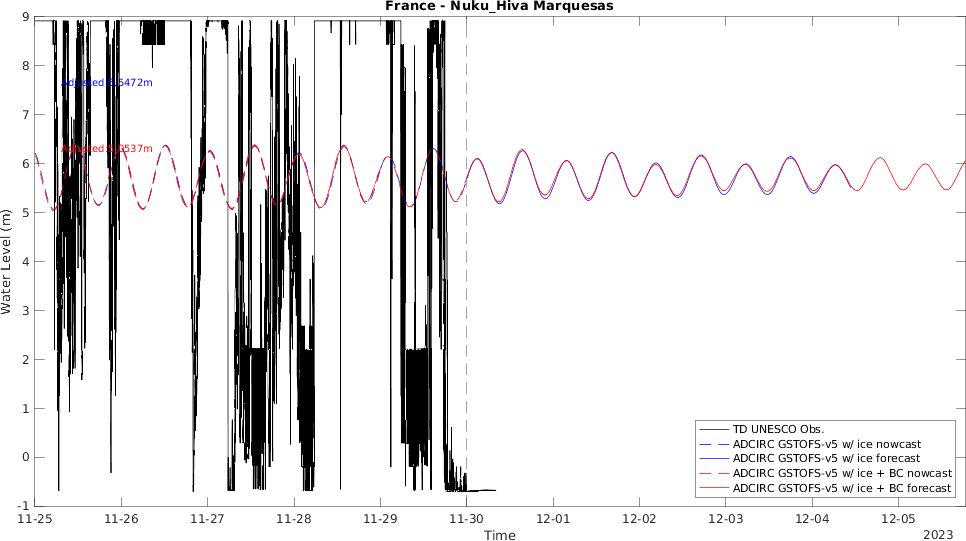 France - Nuku_Hiva Marquesas
9
8
7
6
5
4
3
2
1
0
-1
Water Level (m)
11-25
11-26
11-27
11-28
11-29
11-30
12-01
12-02
12-03
12-04
12-05
Time
2023
TD UNESCO Obs.
ADCIRC GSTOFS-v5 w/ ice nowcast
ADCIRC GSTOFS-v5 w/ ice forecast
ADCIRC GSTOFS-v5 w/ ice + BC nowcast
ADCIRC GSTOFS-v5 w/ ice + BC forecast